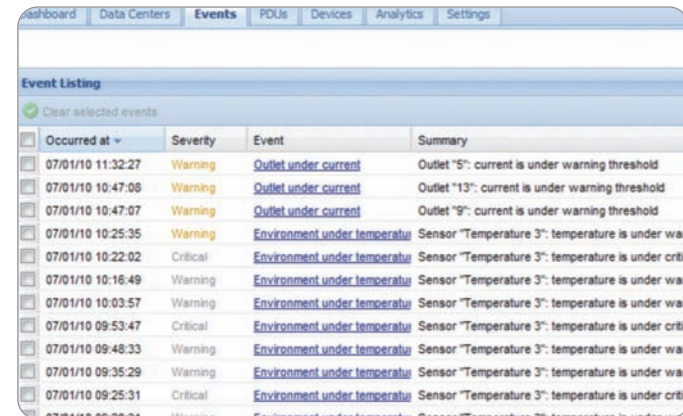 Dashboard Data Centers Events PDUs Devices Analytics Settings
Event Listing
Clear selected events
Occurred at Severity Event Summary
07/01/10 11:32:27 Warning Outlet under current Outlet "5": current is under warning threshold
07/01/10 10:47:08 Warning Outlet under current Outlet "13": current is under warning threshold
07/01/10 10:47:07 Warning Outlet under current Outlet "9": current is under warning threshold
07/01/10 10:25:35 Warning Environment under temperatu Sensor "Temperature 3": temperature is under wa
07/01/10 10:22:02 Critical Environment under temperatu Sensor "Temperature 3": temperature is under criti
07/01/10 10:16:49 Warning Environment under temperatu Sensor "Temperature 3": temperature is under wa
07/01/10 10:03:57 Warning Environment under temperatu Sensor "Temperature 3": temperature is under wa
07/01/10 09:53:47 Critical Environment under temperatu Sensor "Temperature 3": temperature is under criti
07/01/10 09:48:33 Warning Environment under temperatu Sensor "Temperature 3": temperature is under wa
07/01/10 09:35:29 Warning Environment under temperatu Sensor "Temperature 3": temperature is under wa
07/01/10 09:25:31 Critical Environment under temperatu Sensor "Temperature 3": temperature is under criti